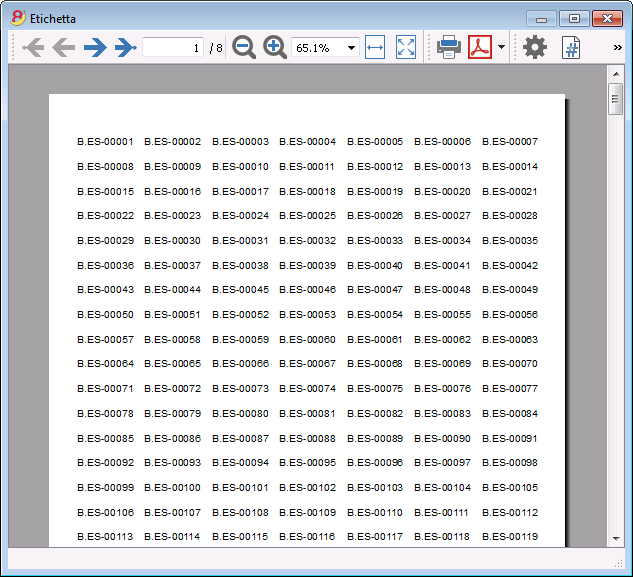 Etichetta
1 / 8 65.1%
B.ES-00001 B.ES-00002 B.ES-00003 B.ES-00004 B.ES-00005 B.ES-00006 B.ES-00007
B.ES-00008 B.ES-00009 B.ES-00010 B.ES-00011 B.ES-00012 B.ES-00013 B.ES-00014
B.ES-00015 B.ES-00016 B.ES-00017 B.ES-00018 B.ES-00019 B.ES-00020 B.ES-00021
B.ES-00022 B.ES-00023 B.ES-00024 B.ES-00025 B.ES-00026 B.ES-00027 B.ES-00028
B.ES-00029 B.ES-00030 B.ES-00031 B.ES-00032 B.ES-00033 B.ES-00034 B.ES-00035
B.ES-00036 B.ES-00037 B.ES-00038 B.ES-00039 B.ES-00040 B.ES-00041 B.ES-00042
B.ES-00043 B.ES-00044 B.ES-00045 B.ES-00046 B.ES-00047 B.ES-00048 B.ES-00049
B.ES-00050 B.ES-00051 B.ES-00052 B.ES-00053 B.ES-00054 B.ES-00055 B.ES-00056
B.ES-00057 B.ES-00058 B.ES-00059 B.ES-00060 B.ES-00061 B.ES-00062 B.ES-00063
B.ES-00064 B.ES-00065 B.ES-00066 B.ES-00067 B.ES-00068 B.ES-00069 B.ES-00070
B.ES-00071 B.ES-00072 B.ES-00073 B.ES-00074 B.ES-00075 B.ES-00076 B.ES-00077
B.ES-00078 B.ES-00079 B.ES-00080 B.ES-00081 B.ES-00082 B.ES-00083 B.ES-00084
B.ES-00085 B.ES-00086 B.ES-00087 B.ES-00088 B.ES-00089 B.ES-00090 B.ES-00091
B.ES-00092 B.ES-00093 B.ES-00094 B.ES-00095 B.ES-00096 B.ES-00097 B.ES-00098
B.ES-00099 B.ES-00100 B.ES-00101 B.ES-00102 B.ES-00103 B.ES-00104 B.ES-00105
B.ES-00106 B.ES-00107 B.ES-00108 B.ES-00109 B.ES-00110 B.ES-00111 B.ES-00112
B.ES-00113 B.ES-00114 B.ES-00115 B.ES-00116 B.ES-00117 B.ES-00118 B.ES-00119